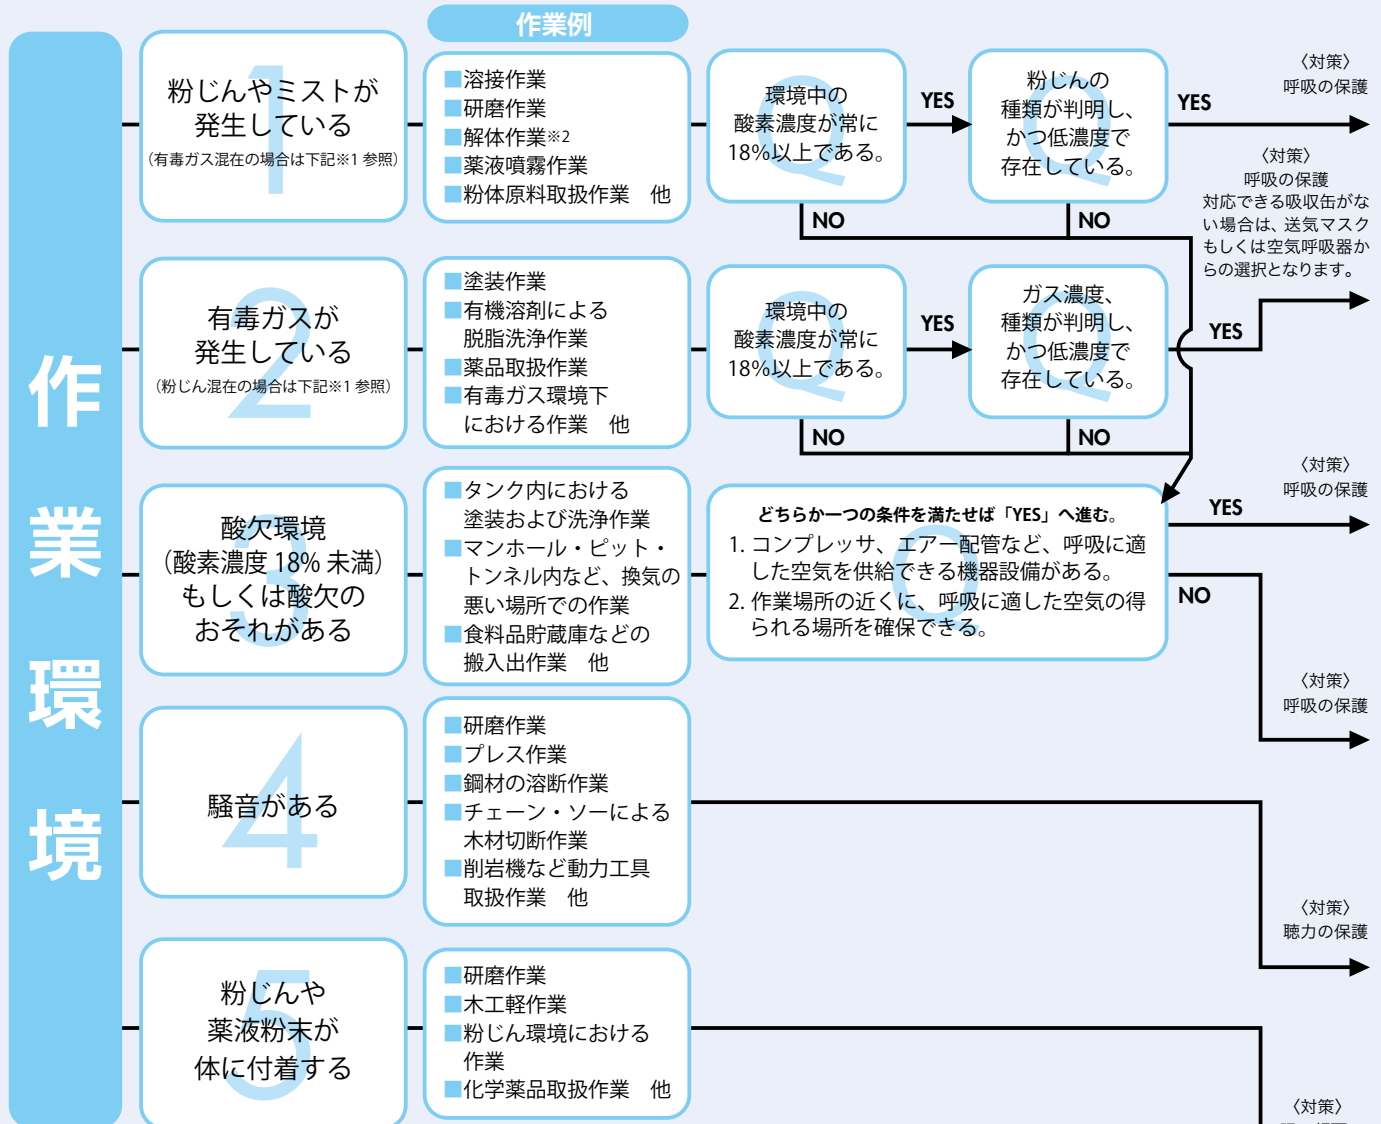 作業環境
作業例
1
粉じんやミストが
発生している
(有毒ガス混在の場合は下記※1 参照)
■溶接作業
■研磨作業
■解体作業※2
■薬液噴霧作業
■粉体原料取扱作業 他
Q
環境中の
酸素濃度が常に
18%以上である。
YES
NO
Q
粉じんの
種類が判明し、
かつ低濃度で
存在している。
YES
NO
〈対策〉
呼吸の保護
2
有毒ガスが
発生している
(粉じん混在の場合は下記※1 参照)
■塗装作業
■有機溶剤による
脱脂洗浄作業
■薬品取扱作業
■有毒ガス環境下
における作業 他
Q
環境中の
酸素濃度が常に
18%以上である。
YES
NO
Q
ガス濃度、
種類が判明し、
かつ低濃度で
存在している。
YES
NO
〈対策〉
呼吸の保護
対応できる吸収缶がな
い場合は、送気マスク
もしくは空気呼吸器か
らの選択となります。
3
酸欠環境
(酸素濃度 18% 未満)
もしくは酸欠の
おそれがある
■タンク内における
塗装および洗浄作業
■マンホール・ピット・
トンネル内など、換気の
悪い場所での作業
■食料品貯蔵庫などの
搬入出作業 他
Q
どちらか一つの条件を満たせば「YES」へ進む。
1. コンプレッサ、エアー配管など、呼吸に適
した空気を供給できる機器設備がある。
2. 作業場所の近くに、呼吸に適した空気の得
られる場所を確保できる。
YES
〈対策〉
呼吸の保護
NO
〈対策〉
呼吸の保護
4
騒音がある
■研磨作業
■プレス作業
■鋼材の溶断作業
■チェーン・ソーによる
木材切断作業
■削岩機など動力工具
取扱作業 他
〈対策〉
聴力の保護
5
粉じんや
薬液粉末が
体に付着する
■研磨作業
■木工軽作業
■粉じん環境における
作業
■化学薬品取扱作業 他
〈対策〉